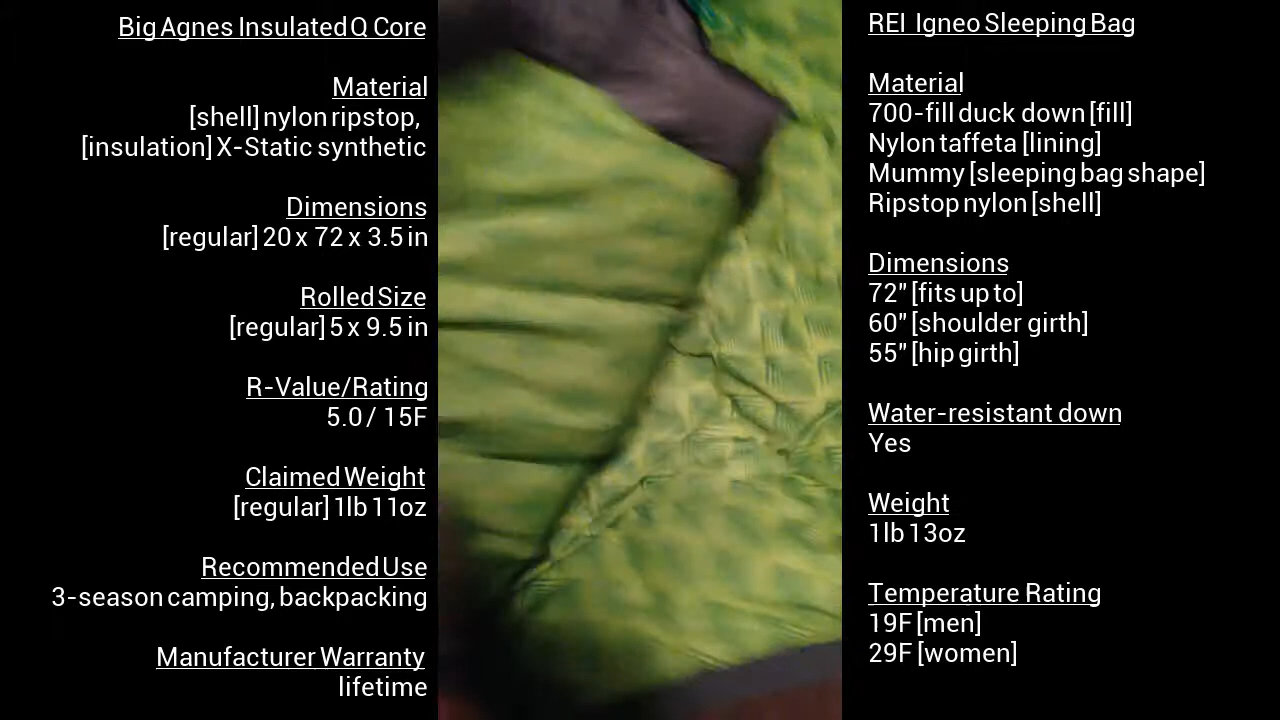 Big Agnes Insulated Q Core
Material
[shell] nylon ripstop,
[insulation] X-Static synthetic
Dimensions
[regular] 20 x 72 x 3.5 in
Rolled Size
[regular] 5 x 9.5 in
R-Value/Rating
5.0 / 15F
Claimed Weight
[regular] 1lb 11oz
Recommended Use
3-season camping, backpacking
Manufacturer Warranty
lifetime
REI Igneo Sleeping Bag
Material
700-fill duck down [fill]
Nylon taffeta [lining]
Mummy [sleeping bag shape]
Ripstop nylon [shell]
Dimensions
72" [fits up to]
60" [shoulder girth]
55" [hip girth]
Water-resistant down
Yes
Weight
1lb 13oz
Temperature Rating
19F [men]
29F [women]